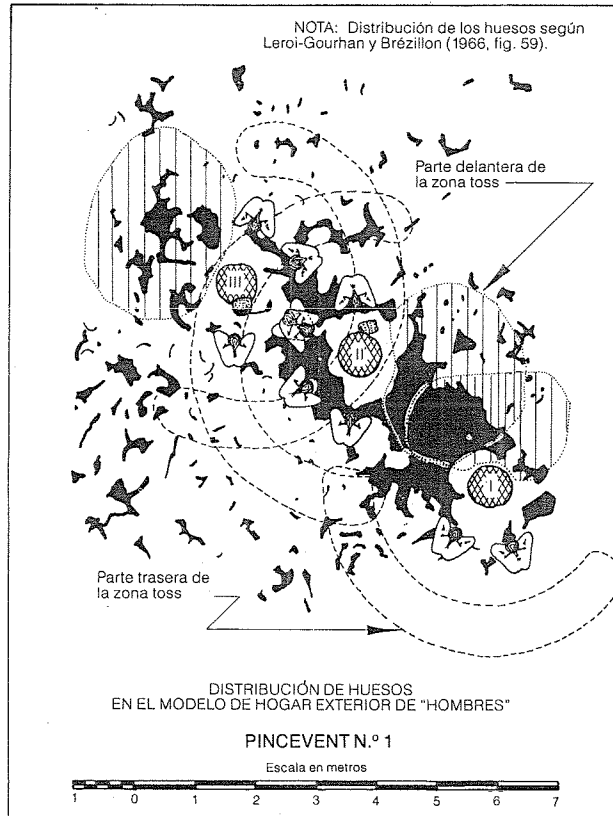 NOTA: Distribución de los huesos según
Leroi-Gourhan y Brézillon (1966, fig. 59).
Parte delantera de
la zona toss
III
II
I
Parte trasera de
la zona toss
DISTRIBUCIÓN DE HUESOS
EN EL MODELO DE HOGAR EXTERIOR DE "HOMBRES"
PINCEVENT N.º 1
Escala en metros
1 0 1 2 3 4 5 6 7